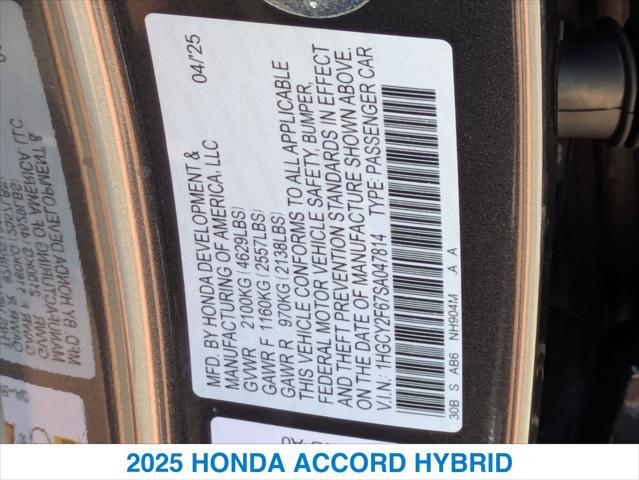 MFD. BY HONDA DEVELOPMENT & 04/'25
MANUFACTURING OF AMERICA, LLC
GVWR 2100KG (4629LBS)
GAWR F 1160KG (2557LBS)
GAWR R 970KG (2138LBS)
THIS VEHICLE CONFORMS TO ALL APPLICABLE
FEDERAL MOTOR VEHICLE SAFETY, BUMPER,
AND THEFT PREVENTION STANDARDS IN EFFECT
ON THE DATE OF MANUFACTURE SHOWN ABOVE.
V.I.N.: 1HGCY2F67SA047814 TYPE: PASSENGER CAR
30B S AB6 NH904M A A
2025 HONDA ACCORD HYBRID